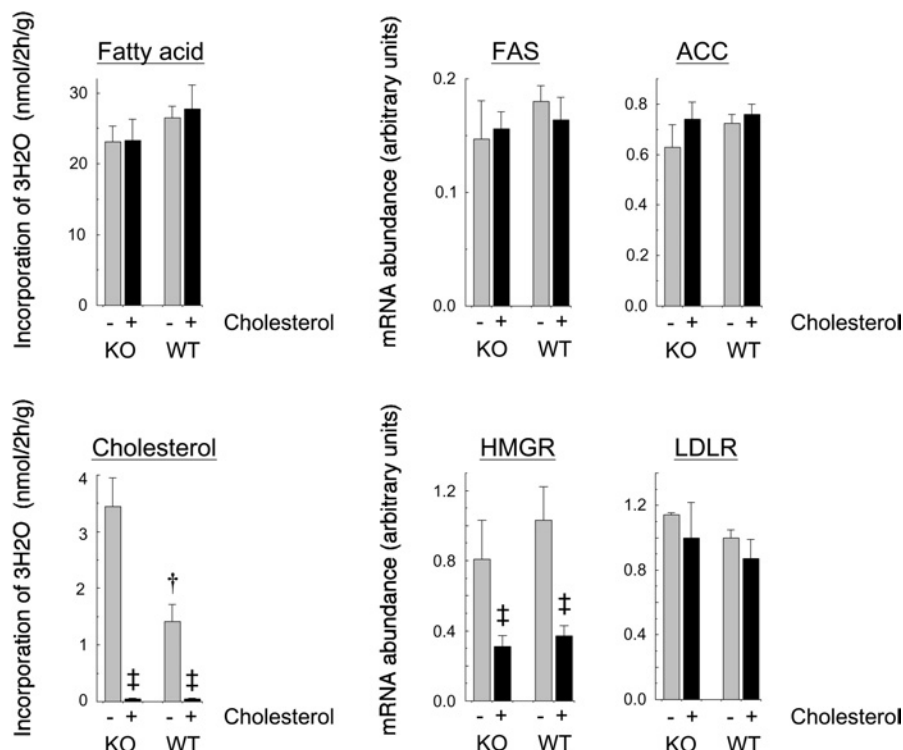 Incorporation of 3H2O (nmol/2h/g)
Fatty acid
30
20
10
0
- + - + Cholesterol
KO WT
mRNA abundance (arbitrary units)
FAS
0.2
0.1
0.0
- + - +
KO WT
ACC
0.8
0.6
0.4
0.2
0.0
- + - + Cholesterol
KO WT
Incorporation of 3H2O (nmol/2h/g)
Cholesterol
4
3
2
1
0
†
‡ ‡
- + - + Cholesterol
KO WT
mRNA abundance (arbitrary units)
HMGR
1.2
0.8
0.4
0.0
‡ ‡
- + - +
KO WT
LDLR
1.2
0.8
0.4
0.0
- + - + Cholesterol
KO WT